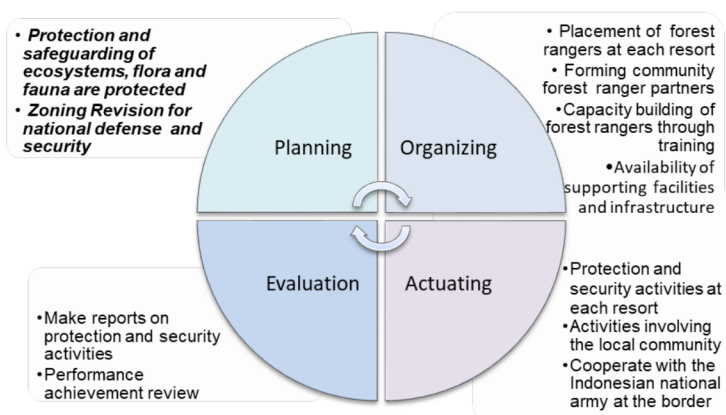 • Protection and
safeguarding of
ecosystems, flora and
fauna are protected
• Zoning Revision for
national defense and
security
Planning
Organizing
• Placement of forest
rangers at each resort
• Forming community
forest ranger partners
•Capacity building of
forest rangers through
training
•Availability of
supporting facilities
and infrastructure
Evaluation
Actuating
•Make reports on
protection and security
activities
•Performance
achievement review
•Protection and
security activities at
each resort
•Activities involving
the local community
•Cooperate with the
Indonesian national
army at the border